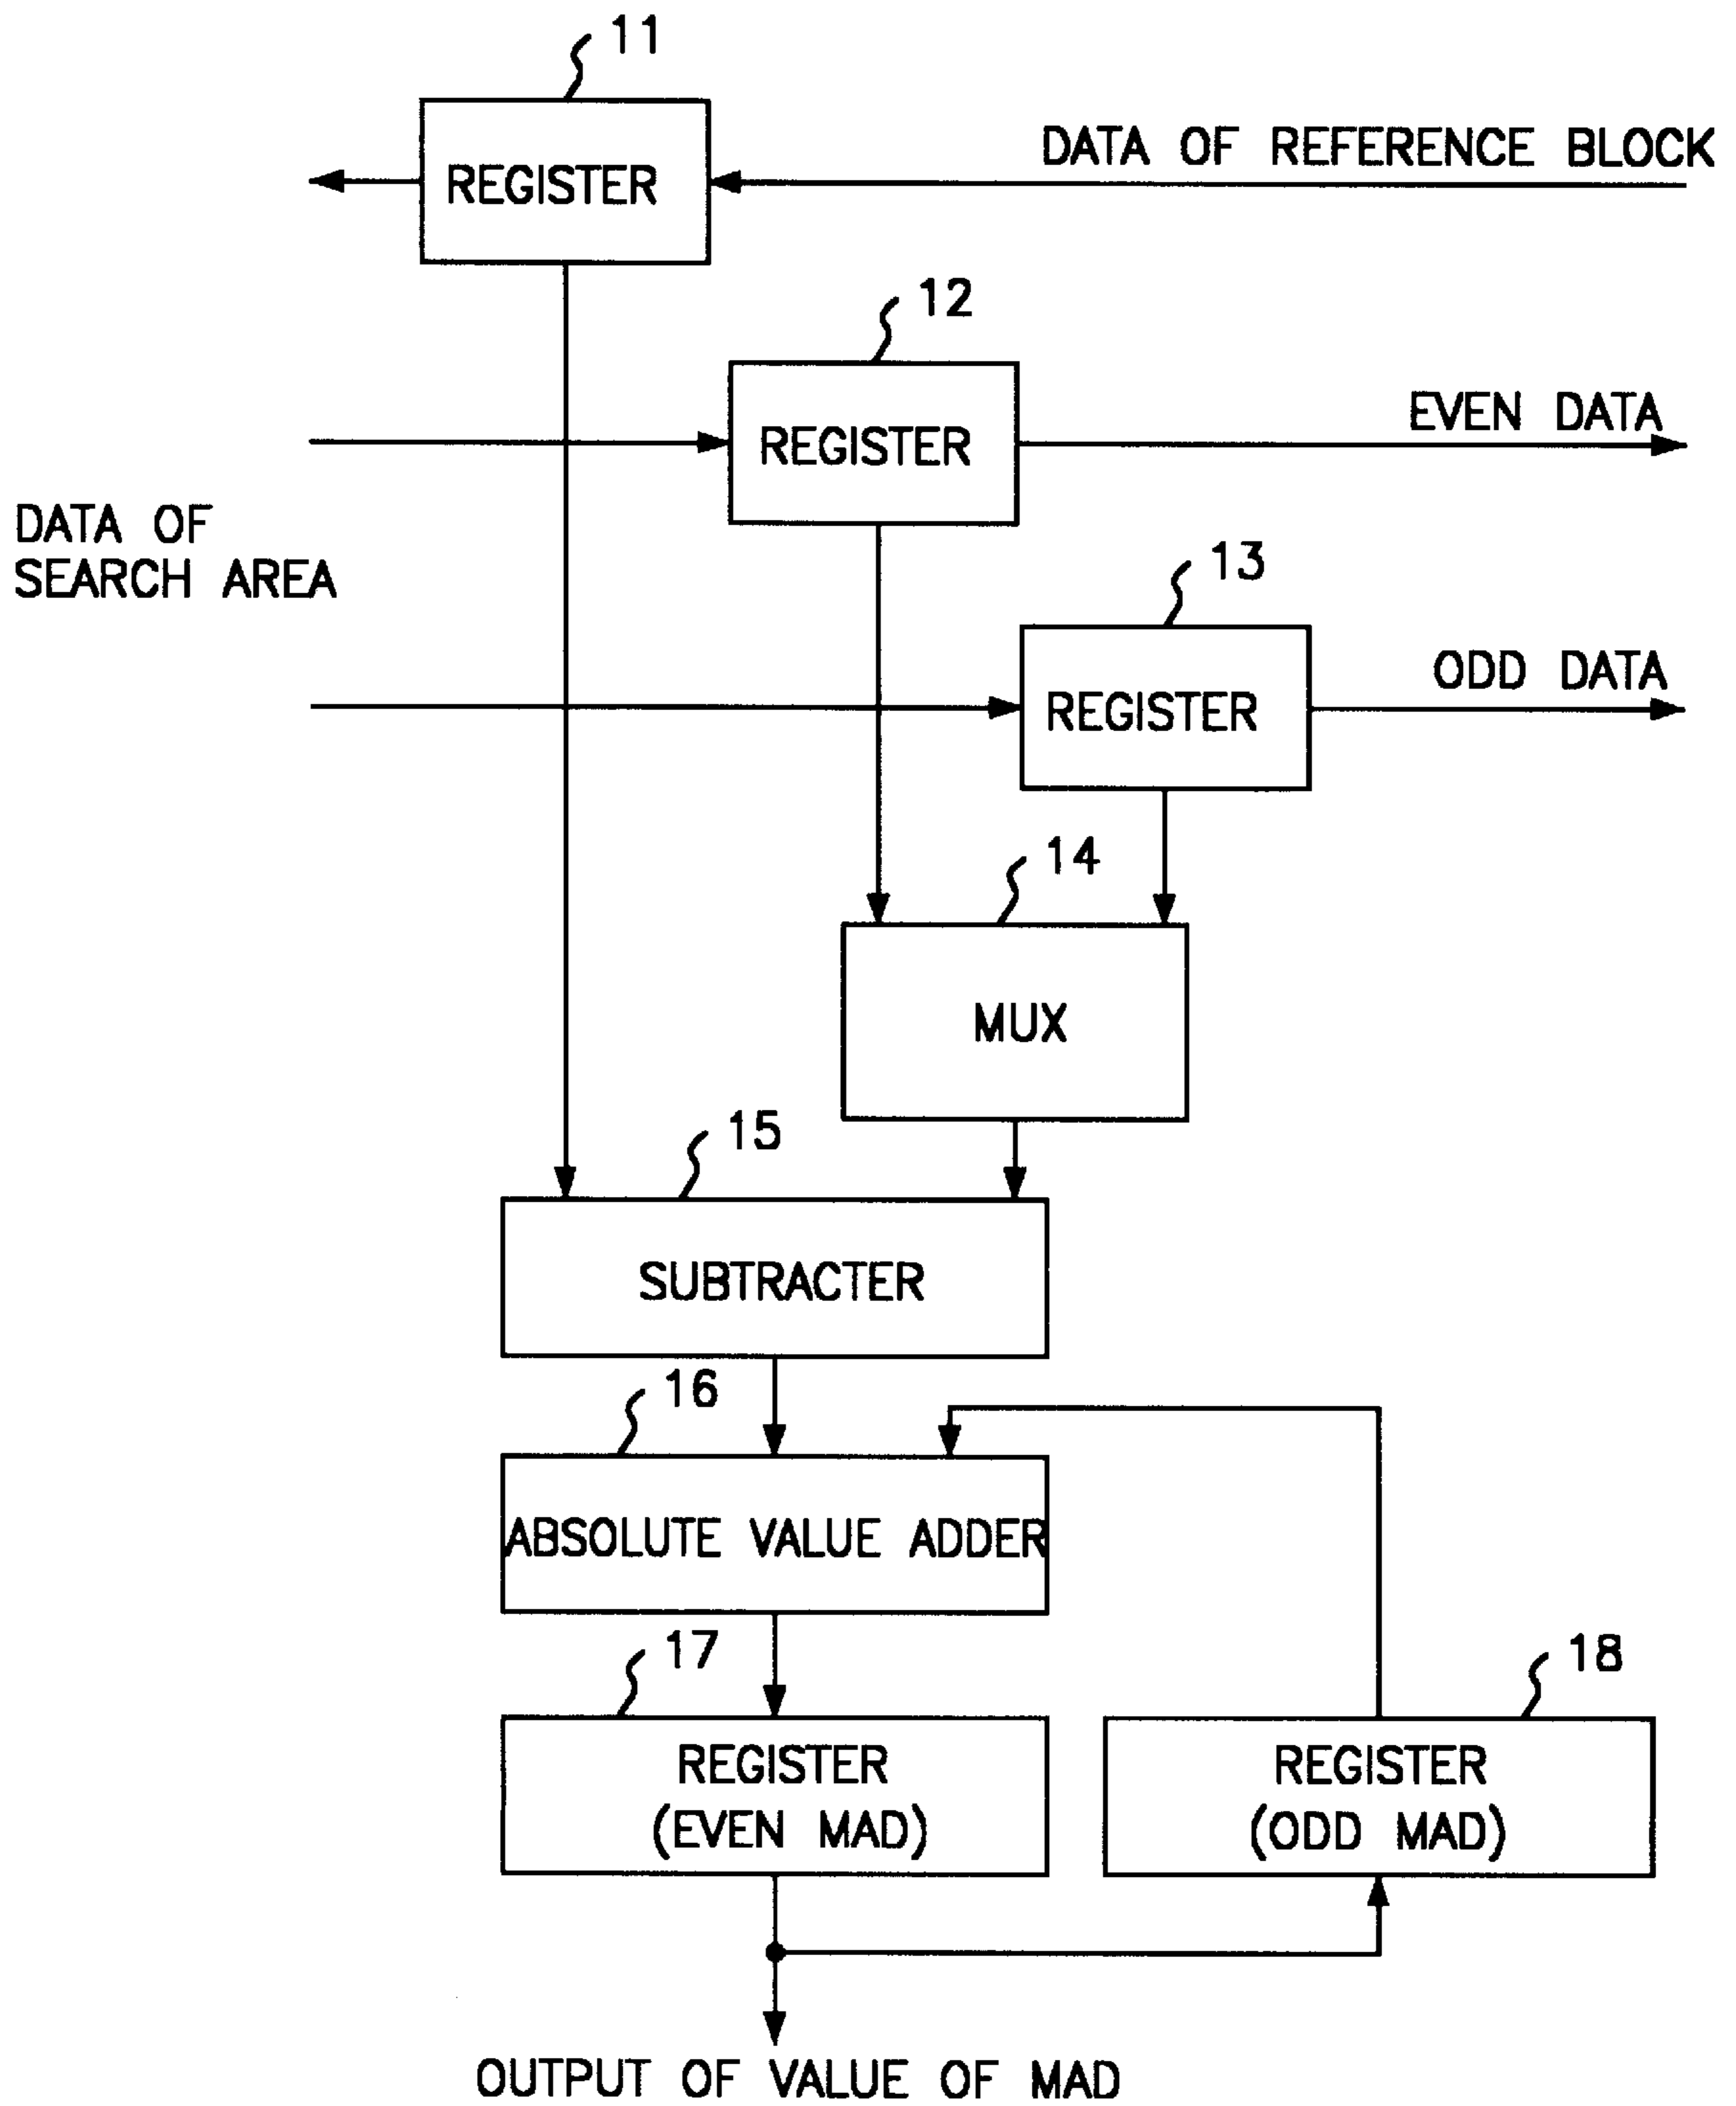 11
DATA OF REFERENCE BLOCK
REGISTER
12
EVEN DATA
REGISTER
DATA OF
SEARCH AREA
13
ODD DATA
REGISTER
14
MUX
15
SUBTRACTER
16
ABSOLUTE VALUE ADDER
17
18
REGISTER
(EVEN MAD)
REGISTER
(ODD MAD)
OUTPUT OF VALUE OF MAD